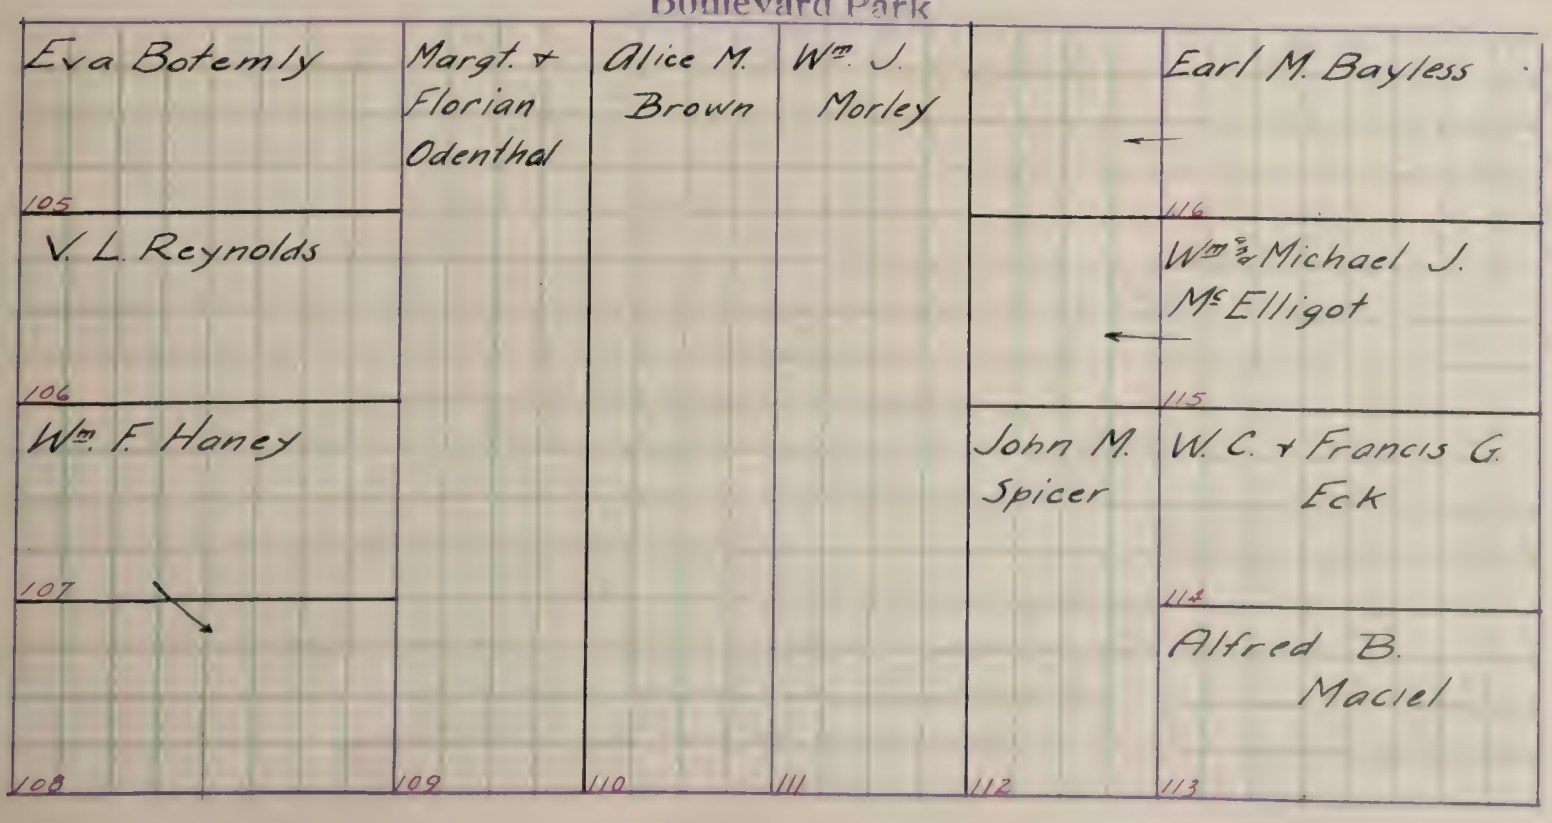 Boulevard Park
Eva Botemly
105
V. L. Reynolds
106
Wm. F. Haney
107
108
Margt. &
Florian
Odenthal
109
Alice M.
Brown
110
Wm. J.
Morley
111
John M.
Spicer
112
Earl M. Bayless
116
Wm & Michael J.
McElligot
115
W. C. & Francis G.
Eck
114
Alfred B.
Maciel
113